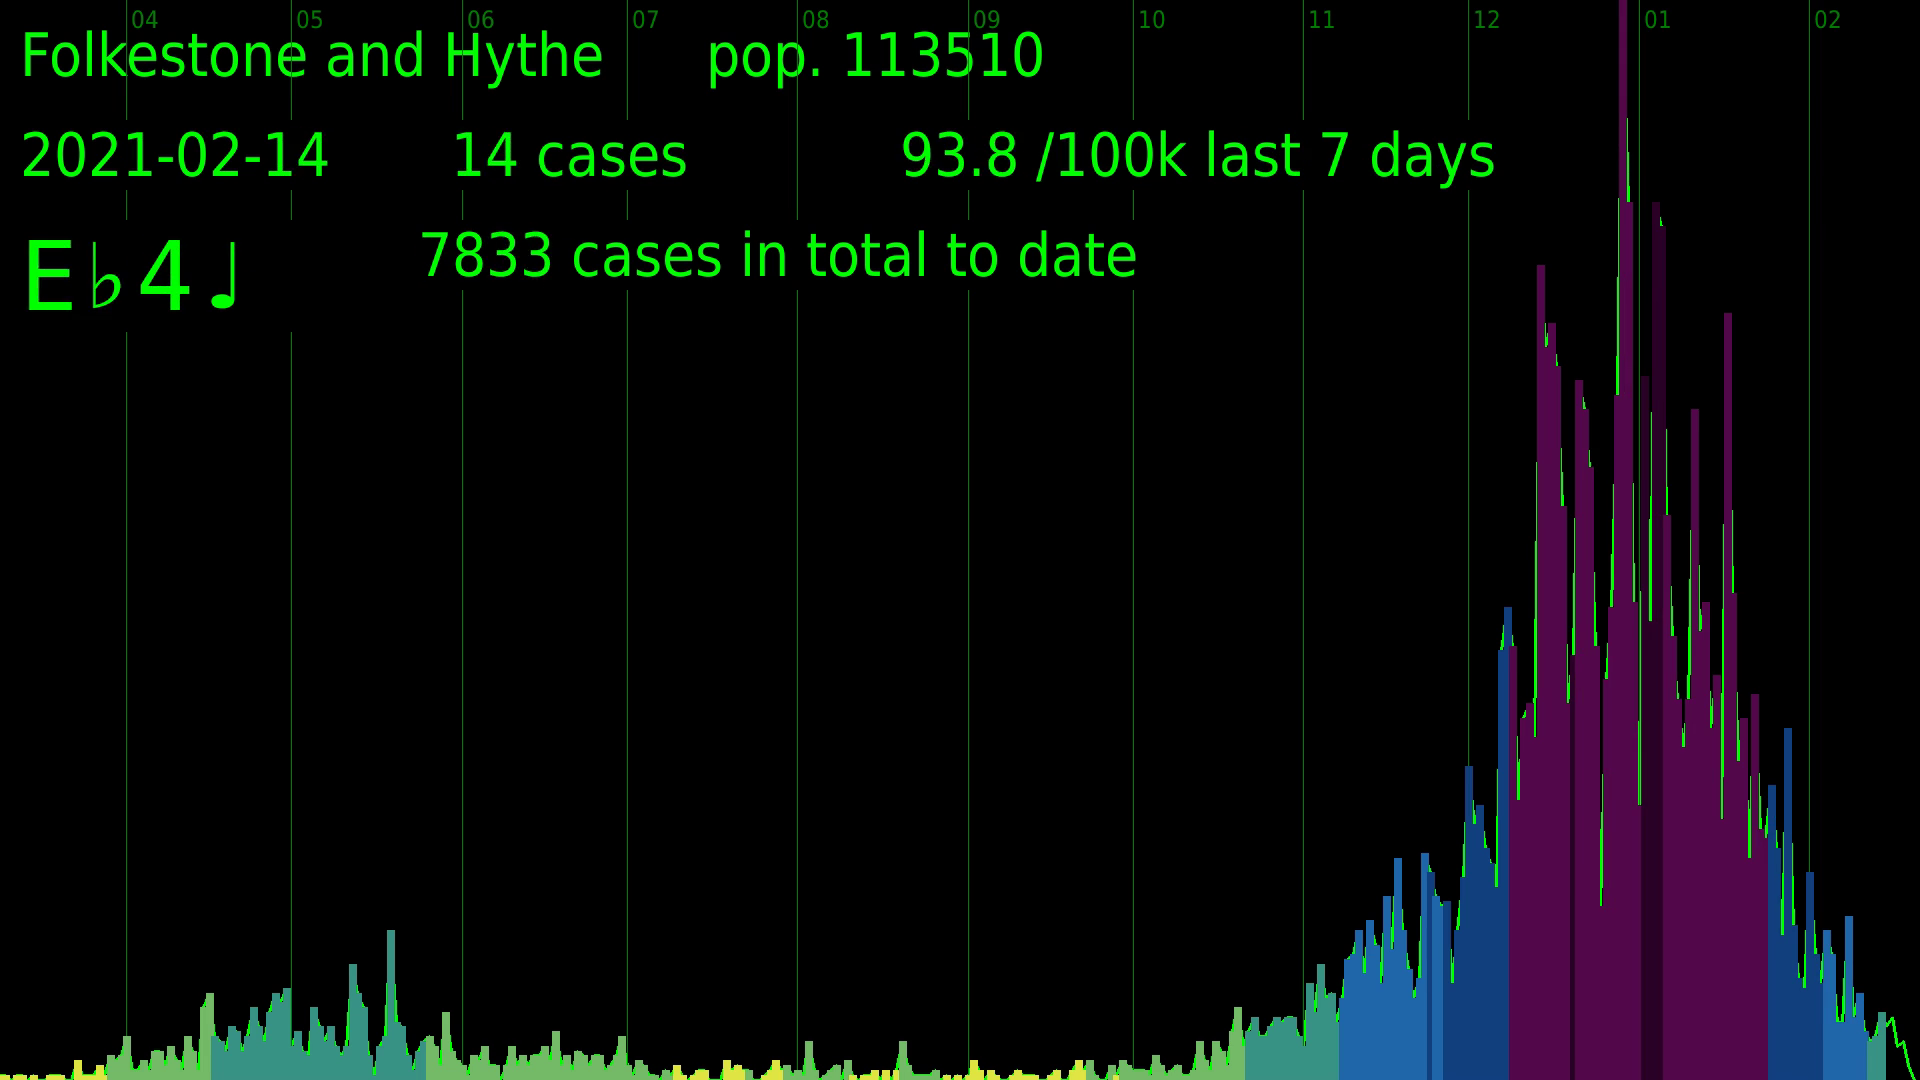 04 05 06 07 08 09 10 11 12 01 02
Folkestone and Hythe pop. 113510
2021-02-14 14 cases 93.8 /100k last 7 days
E♭4♩ 7833 cases in total to date